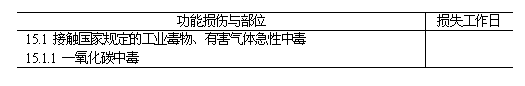 功能损伤与部位 损失工作日
15.1 接触国家规定的工业毒物、有害气体急性中毒
15.1.1 一氧化碳中毒